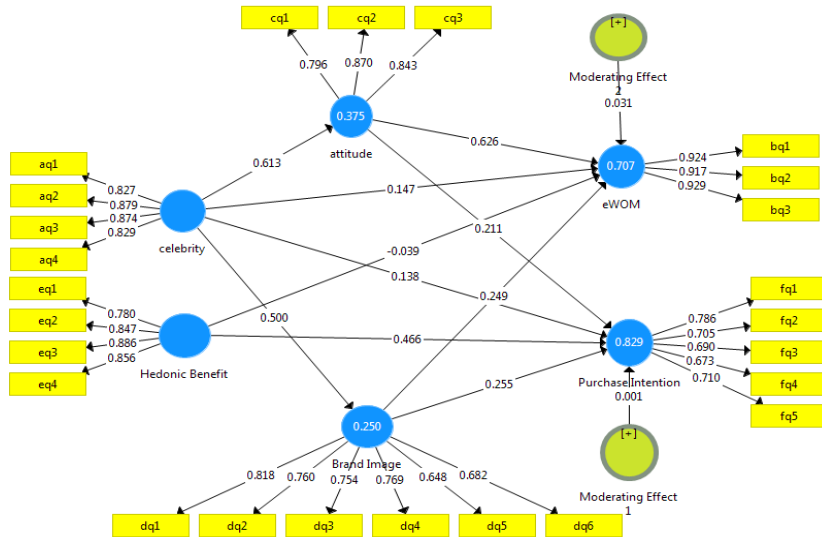 cq1
cq2
cq3
[+]
0.796
0.870
0.843
Moderating Effect
2
0.031
0.375
attitude
0.626
bq1
0.924
0.917
0.929
bq2
bq3
0.707
eWOM
aq1
aq2
aq3
aq4
0.827
0.879
0.874
0.829
0.613
celebrity
0.147
0.211
-0.039
0.138
0.249
eq1
eq2
eq3
eq4
0.780
0.847
0.886
0.856
Hedonic Benefit
0.500
0.466
0.255
fq1
fq2
fq3
fq4
fq5
0.786
0.705
0.690
0.673
0.710
0.829
Purchase Intention
0.001
[+]
Moderating Effect
1
0.250
Brand Image
0.818
0.760
0.754
0.769
0.648
0.682
dq1
dq2
dq3
dq4
dq5
dq6